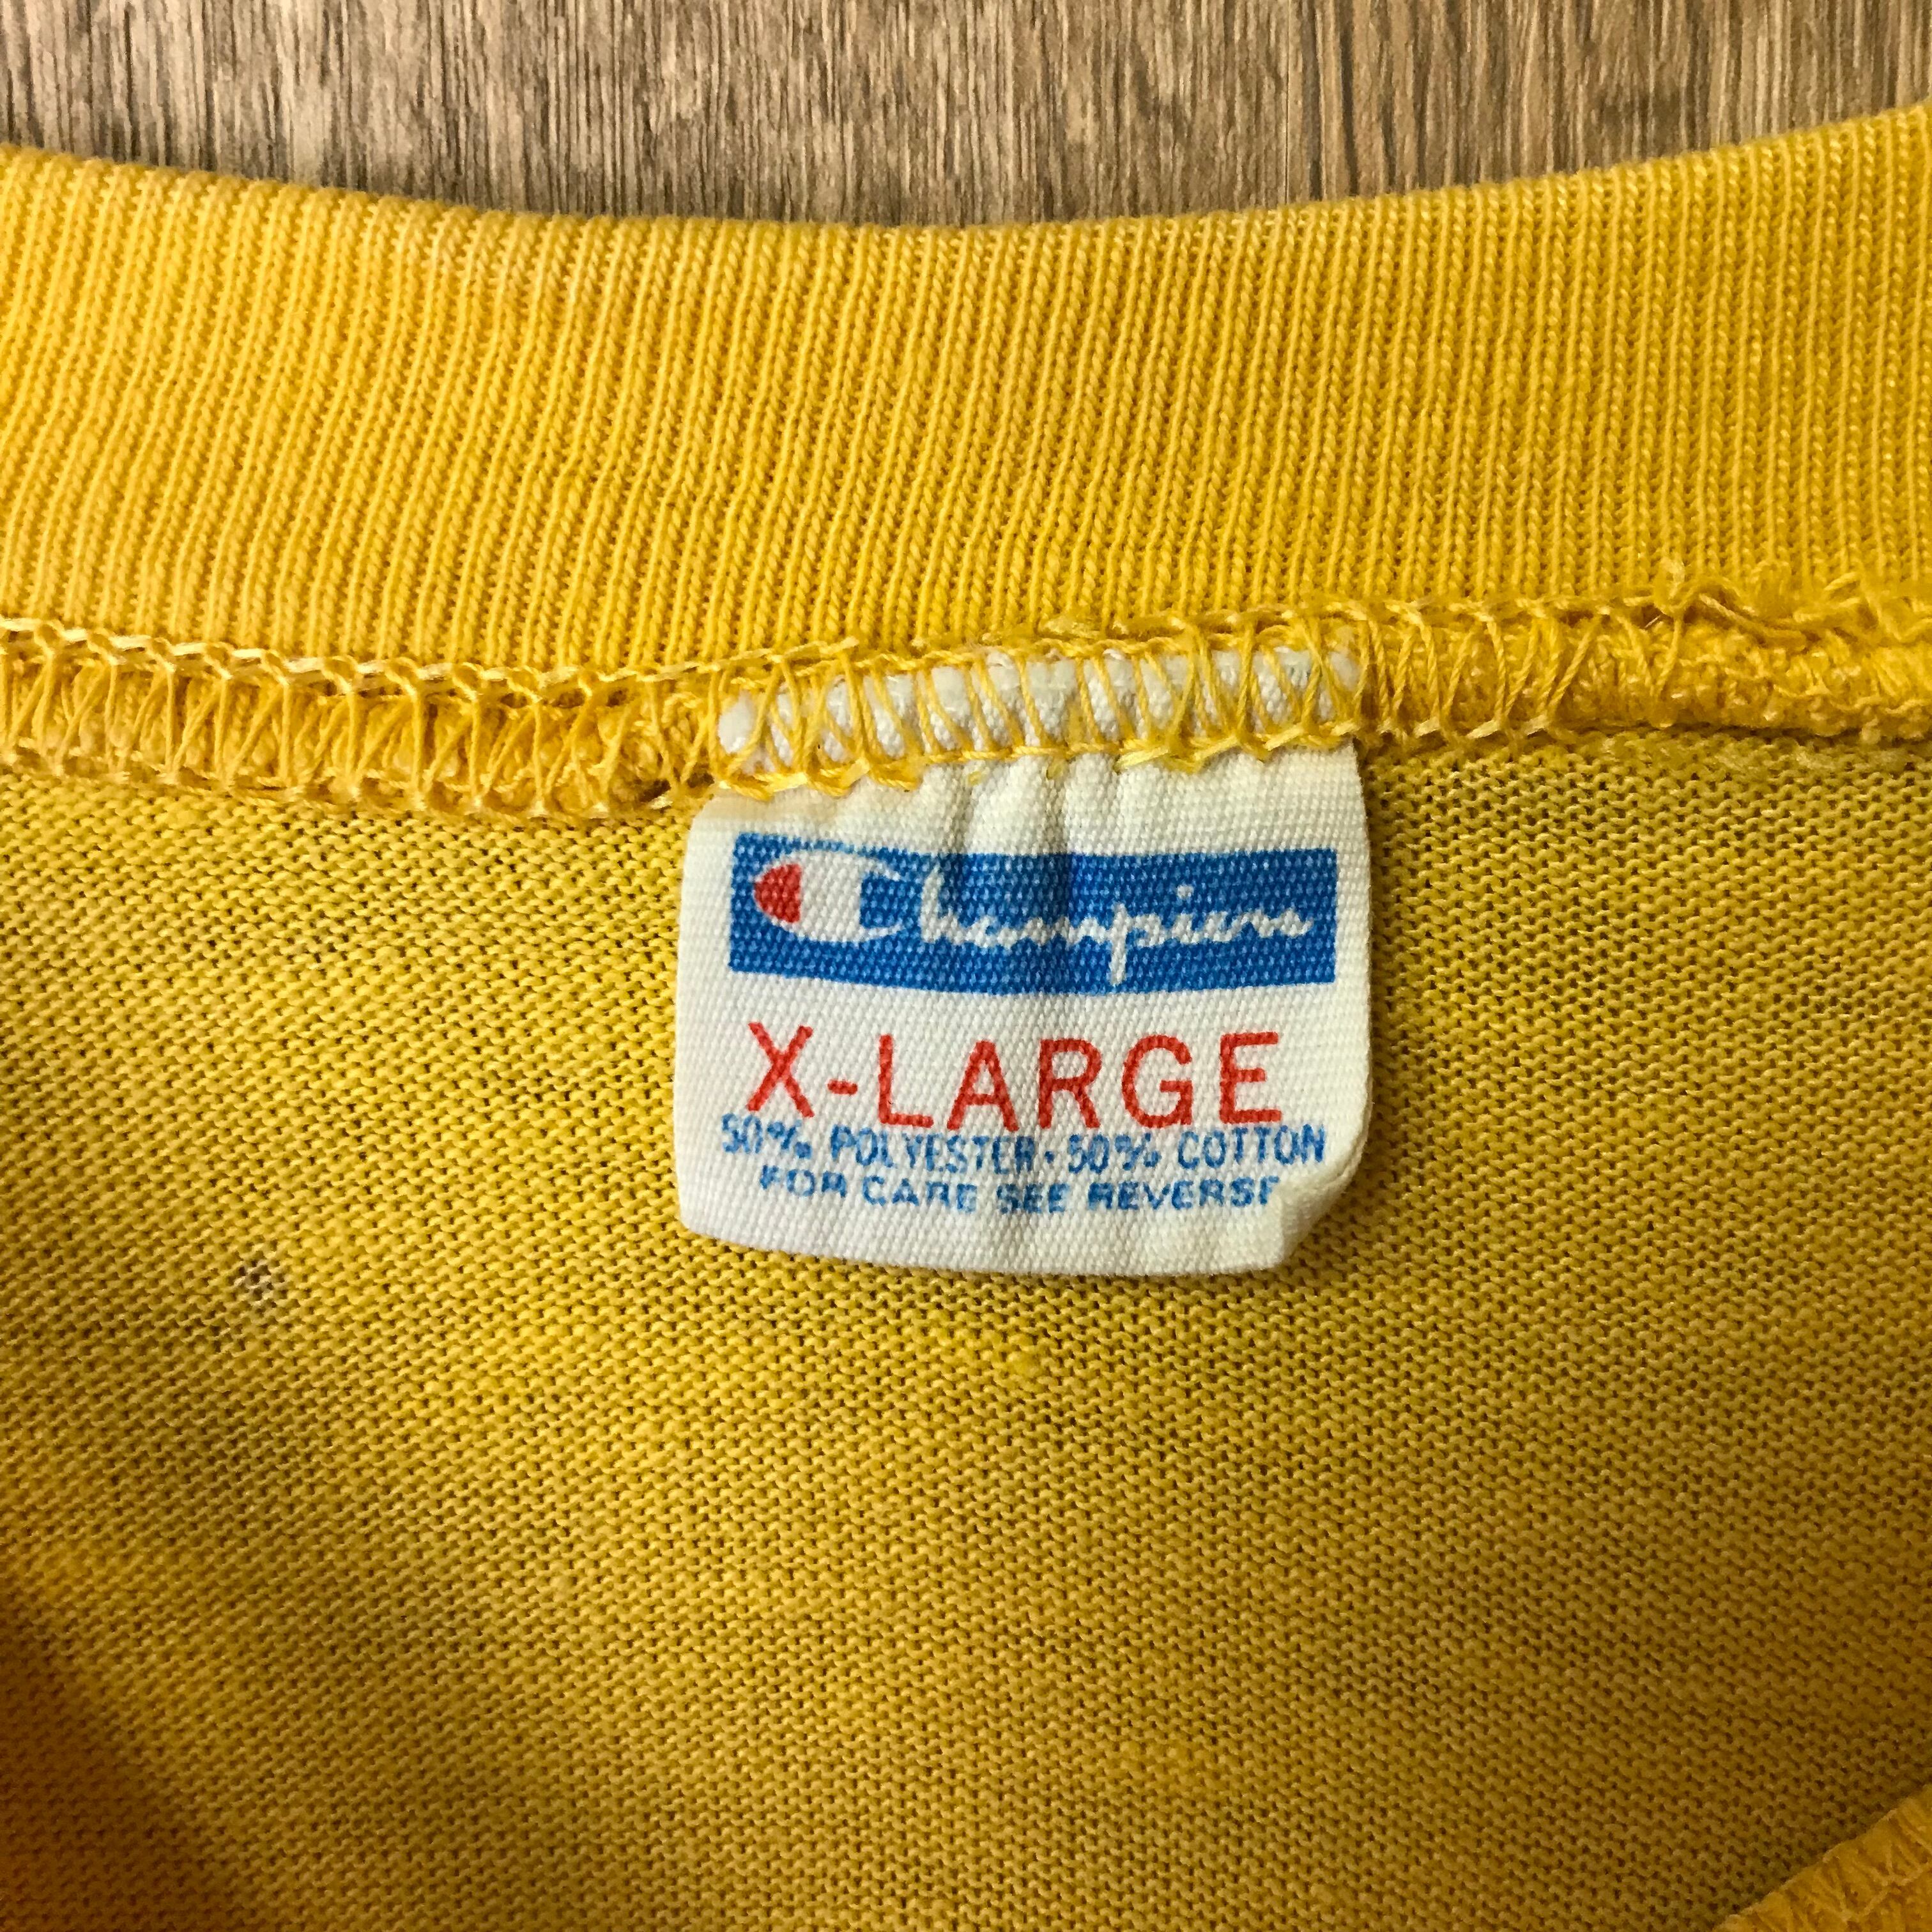 Champion
X-LARGE
50% POLYESTER · 50% COTTON
FOR CARE SEE REVERSE